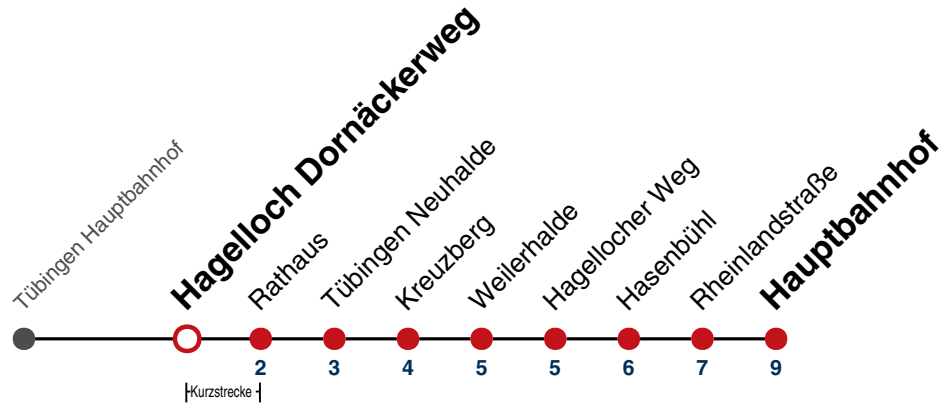 Tübingen Hauptbahnhof
Hagelloch Dornäckerweg
Rathaus
Tübingen Neuhalde
Kreuzberg
Weilerhalde
Hagellocher Weg
Hasenbühl
Rheinlandstraße
Hauptbahnhof
2 3 4 5 5 6 7 9
Kurzstrecke